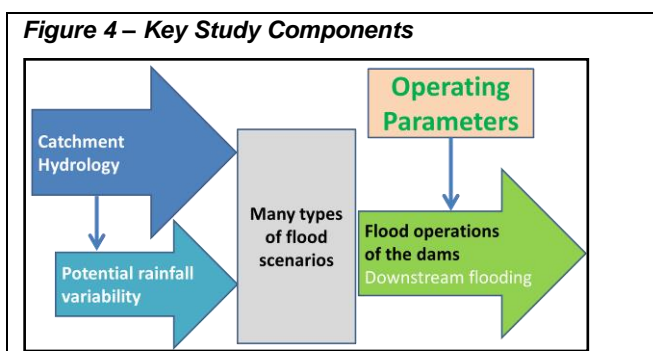 Figure 4 – Key Study Components
Operating
Parameters
Catchment
Hydrology
Many types
of flood
scenarios
Potential rainfall
variability
Flood operations
of the dams
Downstream flooding